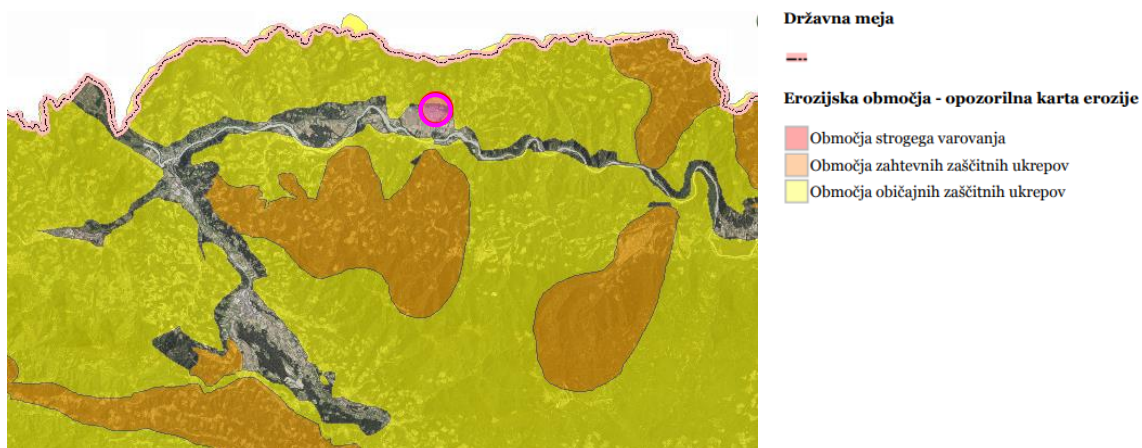 Državna meja
Erozijska območja - opozorilna karta erozije
Območja strogega varovanja
Območja zahtevnih zaščitnih ukrepov
Območja običajnih zaščitnih ukrepov